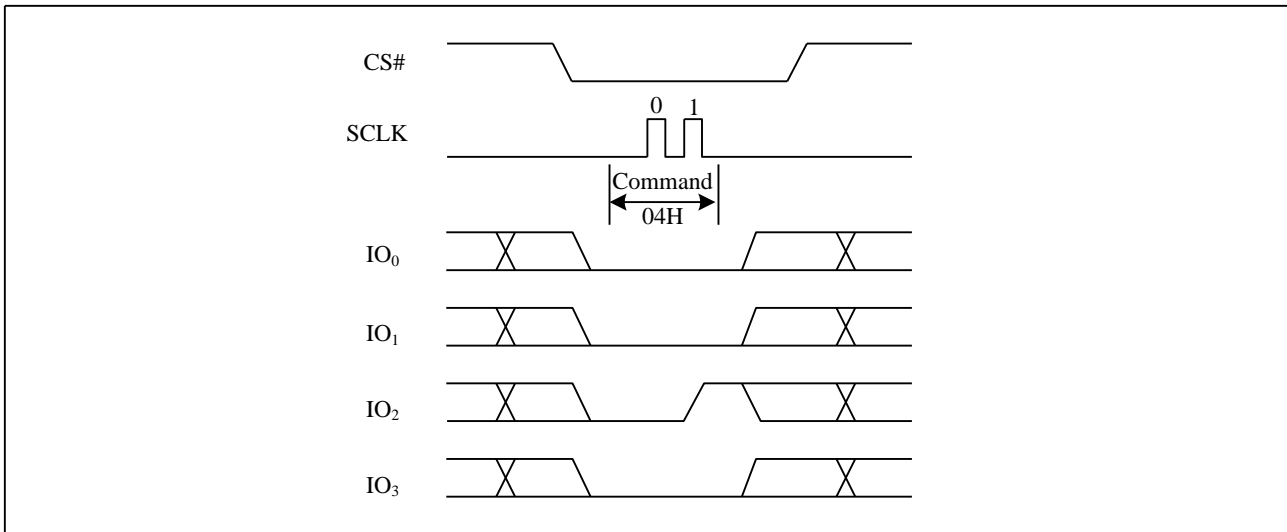 CS#
0 1
SCLK
Command
04H
IO₀
IO₁
IO₂
IO₃